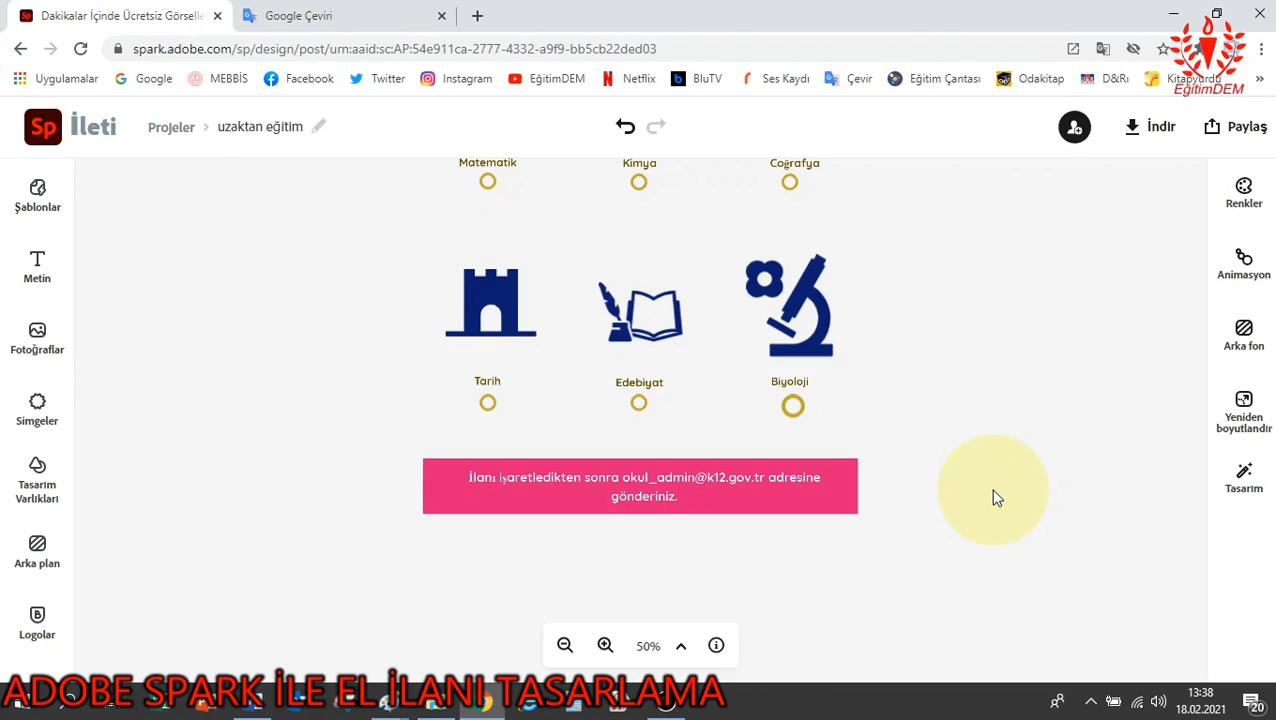 Dakikalar İçinde Ücretsiz Görselle
Google Çeviri
spark.adobe.com/sp/design/post/urn:aaid:sc:AP:54e911ca-2777-4332-a9f9-bb5cb22ded03
Uygulamalar
Google
MEBBİS
Facebook
Twitter
Instagram
EğitimDEM
Netflix
b
BluTV
Ses Kaydı
Çevir
Eğitim Çantası
Odakitap
D&Rı
Kitapyurdu
EğitimDEM
Sp
İleti
Projeler
uzaktan eğitim
İndir
Paylaş
Şablonlar
Metin
Fotoğraflar
Simgeler
Tasarım
Varlıkları
Arka plan
Logolar
Matematik
Kimya
Coğrafya
Tarih
Edebiyat
Biyoloji
İlanı işaretledikten sonra okul_admin@k12.gov.tr adresine
gönderiniz.
Renkler
Animasyon
Arka fon
Yeniden
boyutlandır
Tasarım
50%
ADOBE SPARK İLE EL İLANI TASARLAMA
13:38
18.02.2021
20